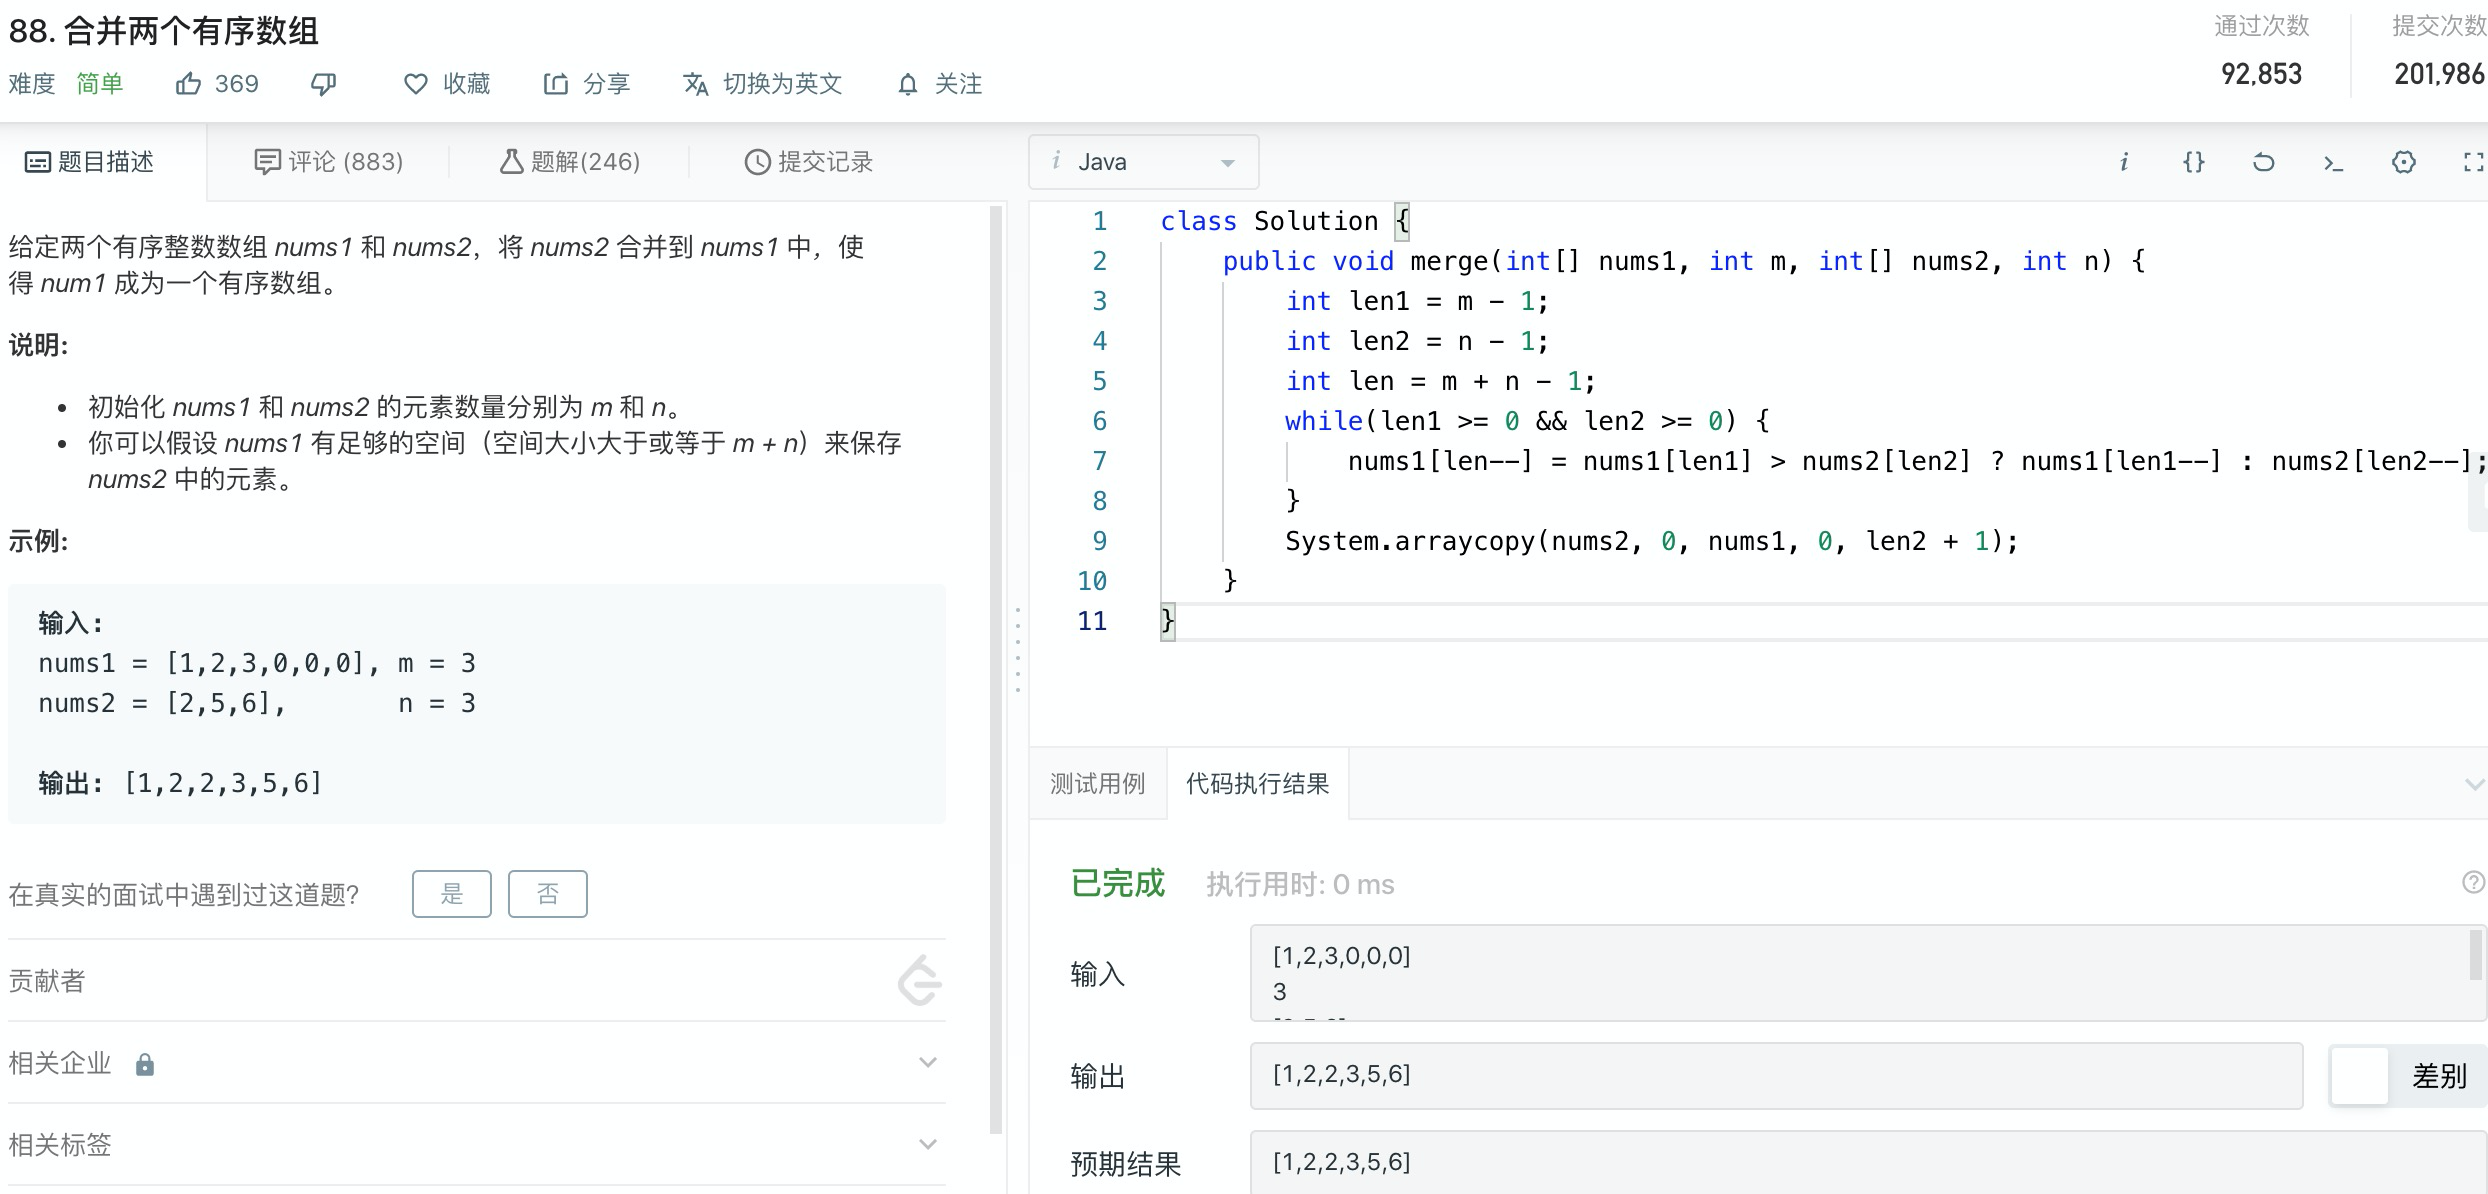 88. 合并两个有序数组
通过次数
提交次数
92,853
201,986
难度 简单 369 收藏 分享 切换为英文 关注
题目描述 评论 (883) 题解(246) 提交记录
给定两个有序整数数组 nums1 和 nums2，将 nums2 合并到 nums1 中，使
得 num1 成为一个有序数组。
说明:
• 初始化 nums1 和 nums2 的元素数量分别为 m 和 n。
• 你可以假设 nums1 有足够的空间（空间大小大于或等于 m + n）来保存
nums2 中的元素。
示例:
输入:
nums1 = [1,2,3,0,0,0], m = 3
nums2 = [2,5,6],       n = 3
输出: [1,2,2,3,5,6]
在真实的面试中遇到过这道题? 是 否
贡献者
相关企业
相关标签
i Java
1 class Solution {
2     public void merge(int[] nums1, int m, int[] nums2, int n) {
3         int len1 = m - 1;
4         int len2 = n - 1;
5         int len = m + n - 1;
6         while(len1 >= 0 && len2 >= 0) {
7             nums1[len--] = nums1[len1] > nums2[len2] ? nums1[len1--] : nums2[len2--];
8         }
9         System.arraycopy(nums2, 0, nums1, 0, len2 + 1);
10     }
11 }
测试用例 代码执行结果
已完成 执行用时: 0 ms
输入
[1,2,3,0,0,0]
3
输出
[1,2,2,3,5,6]
差别
预期结果
[1,2,2,3,5,6]